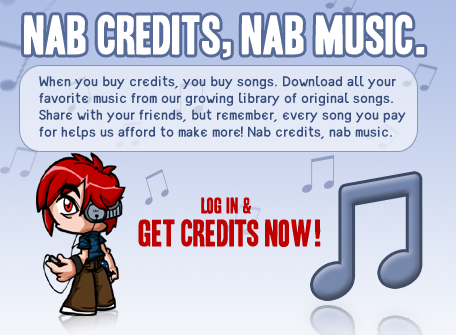 NAB CREDITS, NAB MUSIC.
When you buy credits, you buy songs. Download all your
favorite music from our growing library of original songs.
Share with your friends, but remember, every song you pay
for helps us afford to make more! Nab credits, nab music.
LOG IN &
GET CREDITS NOW!